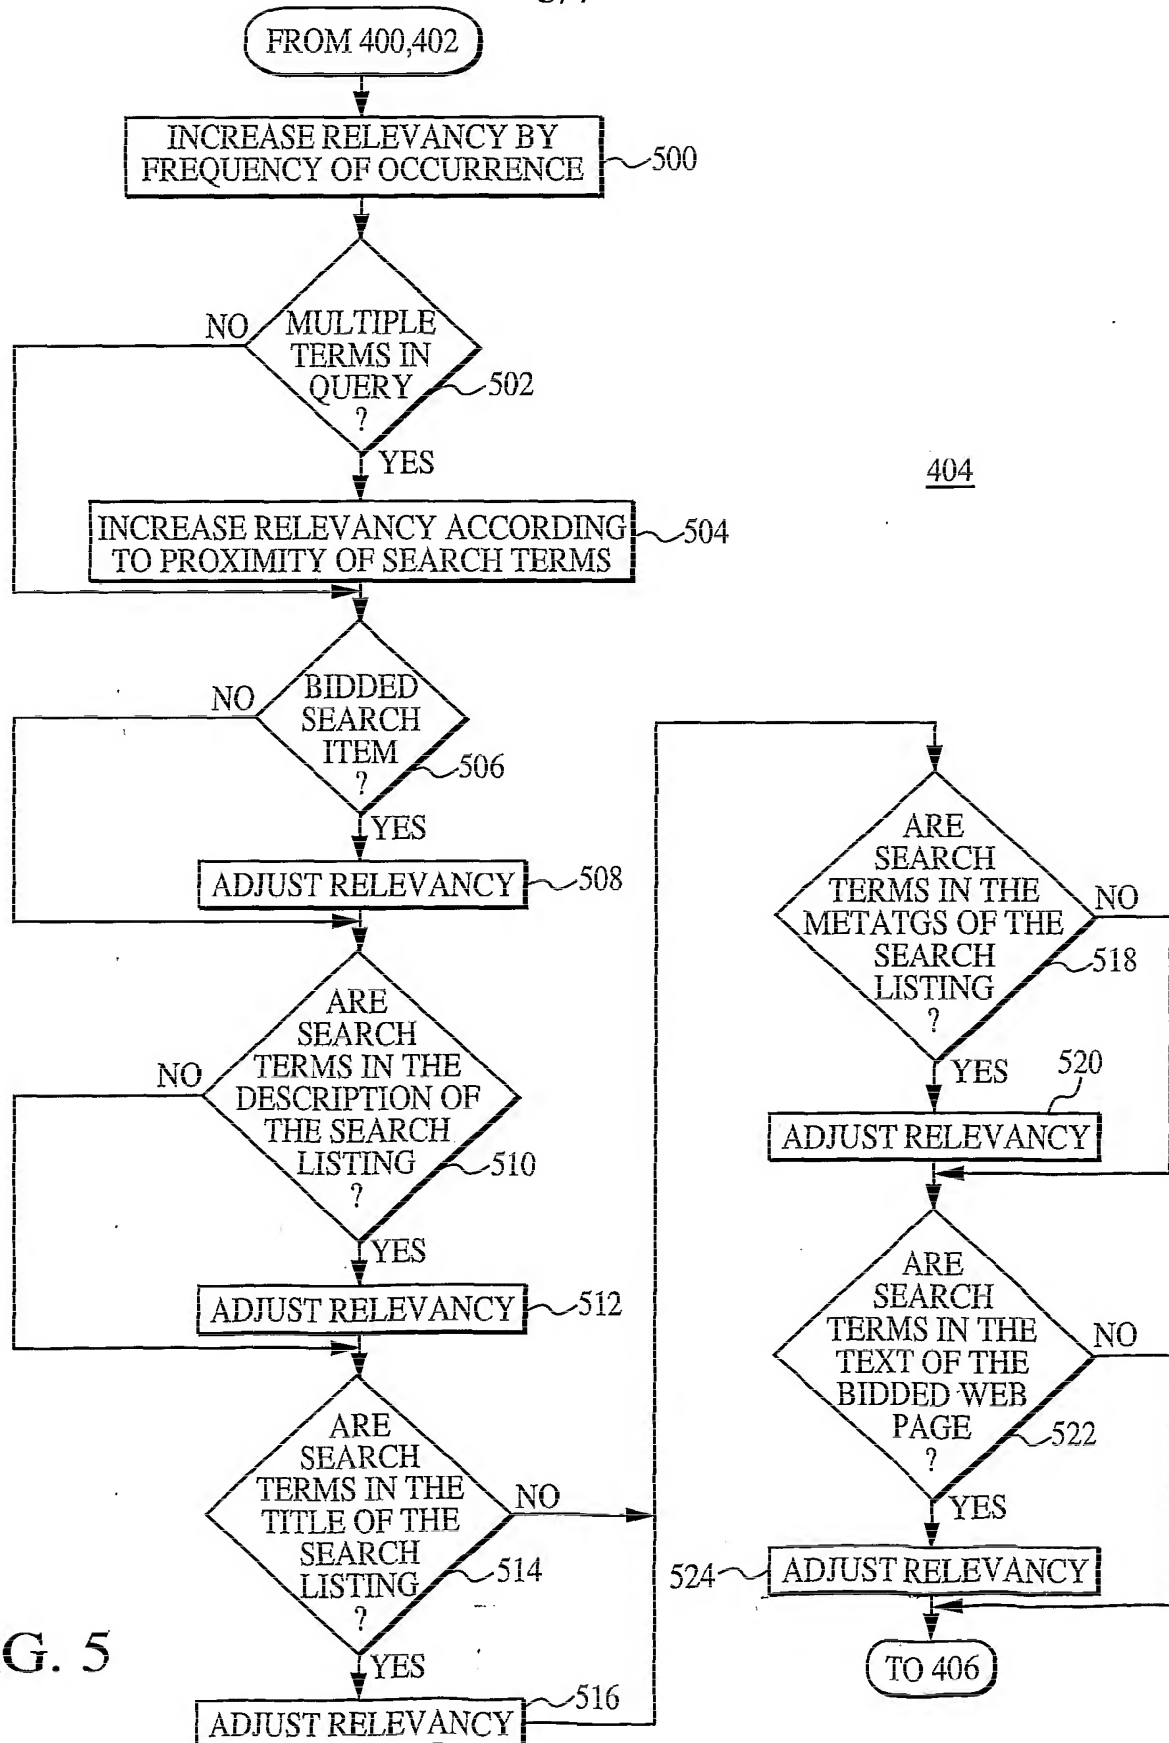 FROM 400,402
INCREASE RELEVANCY BY
FREQUENCY OF OCCURRENCE
500
MULTIPLE
TERMS IN
QUERY
?
502
NO
YES
404
INCREASE RELEVANCY ACCORDING
TO PROXIMITY OF SEARCH TERMS
504
BIDDED
SEARCH
ITEM
?
506
NO
YES
ADJUST RELEVANCY
508
ARE
SEARCH
TERMS IN THE
DESCRIPTION OF
THE SEARCH
LISTING
?
510
NO
YES
ADJUST RELEVANCY
512
ARE
SEARCH
TERMS IN THE
TITLE OF THE
SEARCH
LISTING
?
514
NO
YES
ADJUST RELEVANCY
516
ARE
SEARCH
TERMS IN THE
METATGS OF THE
SEARCH
LISTING
?
518
NO
YES
520
ADJUST RELEVANCY
ARE
SEARCH
TERMS IN THE
TEXT OF THE
BIDDED WEB
PAGE
?
522
NO
YES
524
ADJUST RELEVANCY
TO 406
G. 5